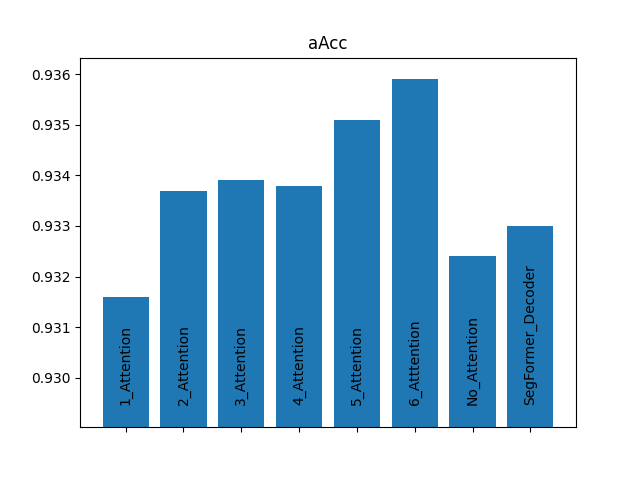 aAcc
0.936
0.935
0.934
0.933
0.932
0.931
0.930
1_Attention
2_Attention
3_Attention
4_Attention
5_Attention
6_Atttention
No_Attention
SegFormer_Decoder